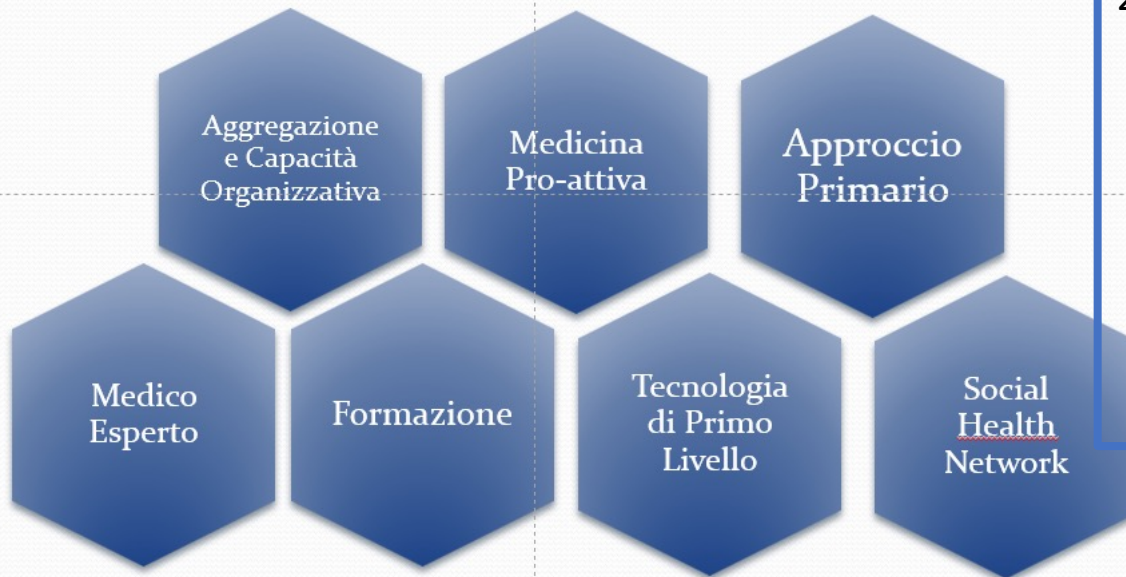 Aggregazione
e Capacità
Organizzativa
Medicina
Pro-attiva
Approccio
Primario
Medico
Esperto
Formazione
Tecnologia
di Primo
Livello
Social
Health
Network